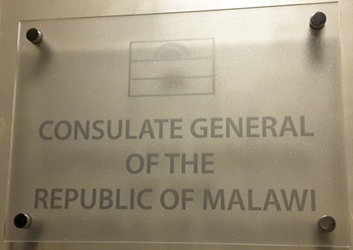 CONSULATE GENERAL
OF THE
REPUBLIC OF MALAWI